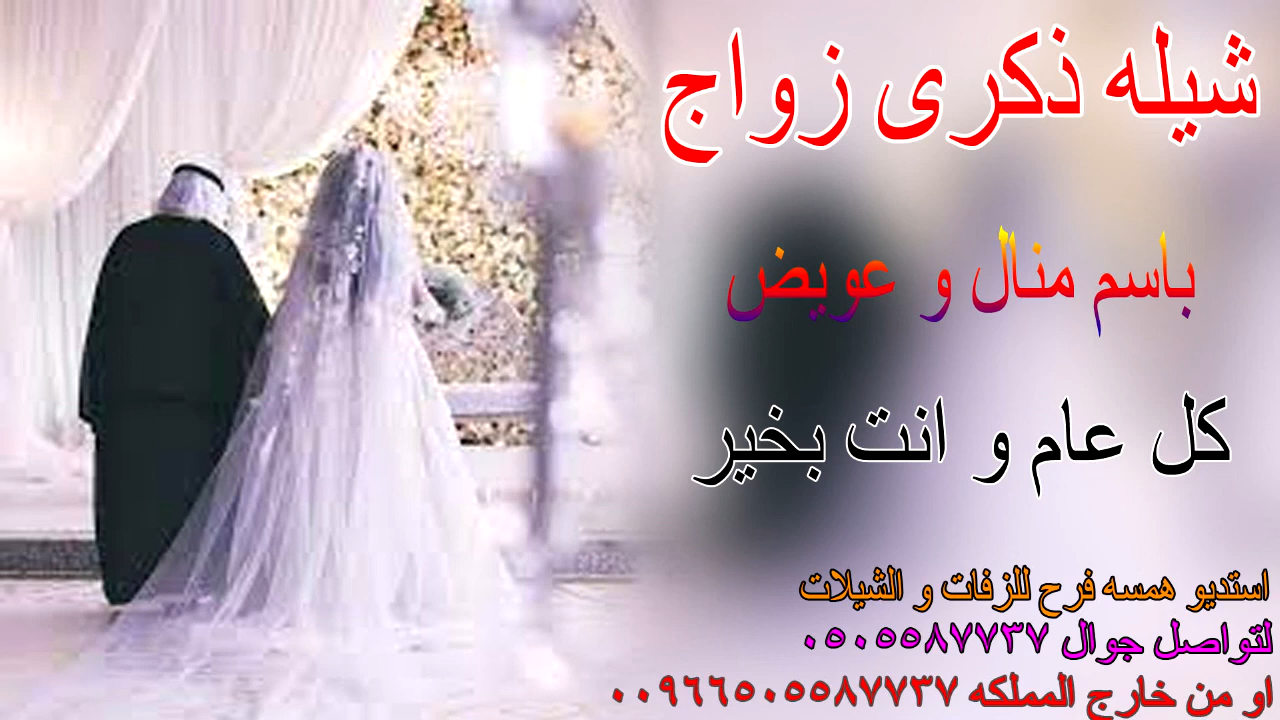 شيله ذكرى زواج
باسم منال و عويض
كل عام و انت بخير
استديو همسه فرح للزفات و الشيلات
لتواصل جوال ٠٥٠٥٥٨٧٧٣٧
او من خارج المملكه ٠٠٩٦٦٥٠٥٥٨٧٧٣٧